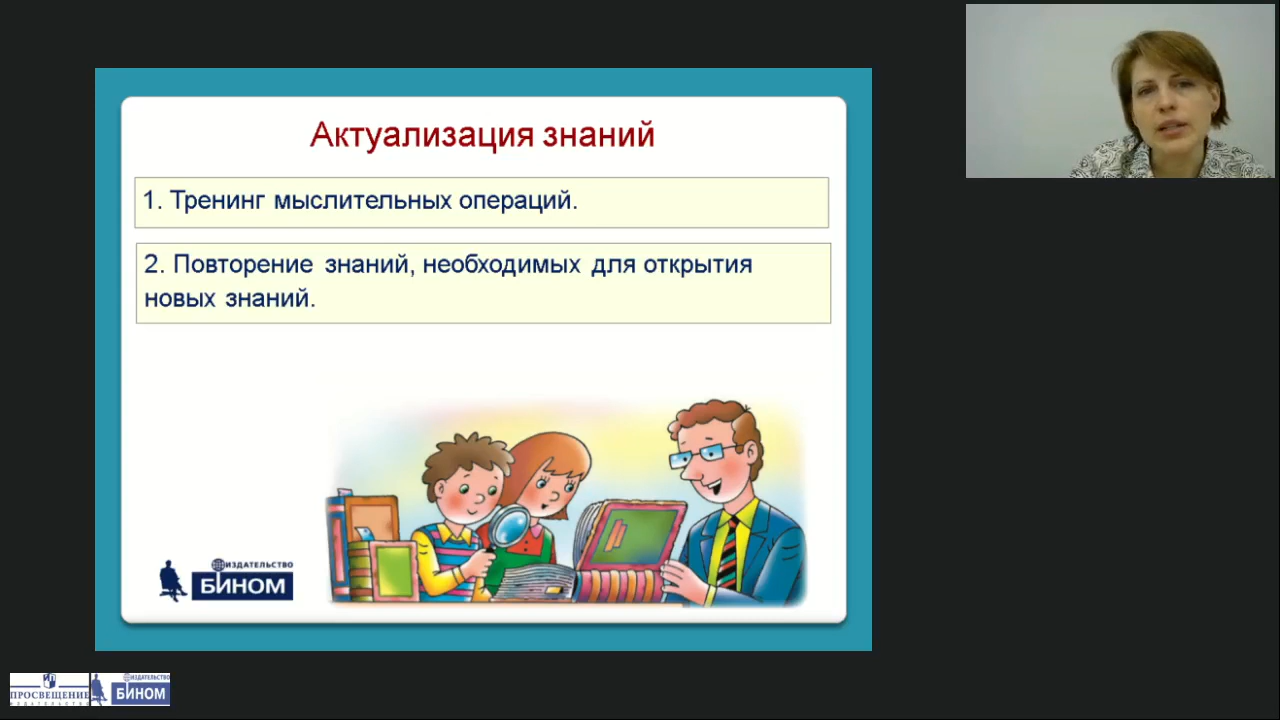 Актуализация знаний
1. Тренинг мыслительных операций.
2. Повторение знаний, необходимых для открытия
новых знаний.
ИЗДАТЕЛЬСТВО
БИНОМ
ПРОСВЕЩЕНИЕ
ИЗДАТЕЛЬСТВО
ИЗДАТЕЛЬСТВО
БИНОМ